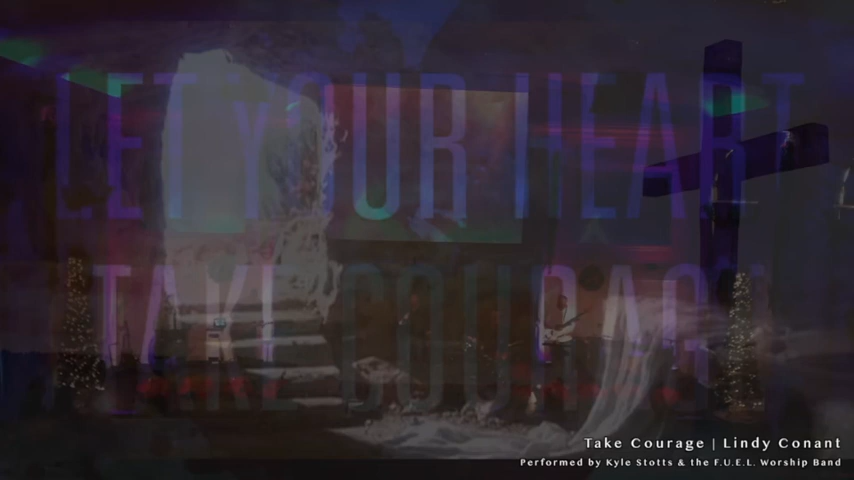 LET YOUR HEART
TAKE COURAGE
Take Courage | Lindy Conant
Performed by Kyle Stotts & the F.U.E.L. Worship Band